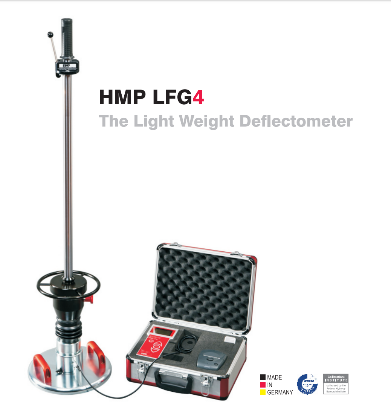 HMP LFG4
The Light Weight Deflectometer
MADE
IN
GERMANY